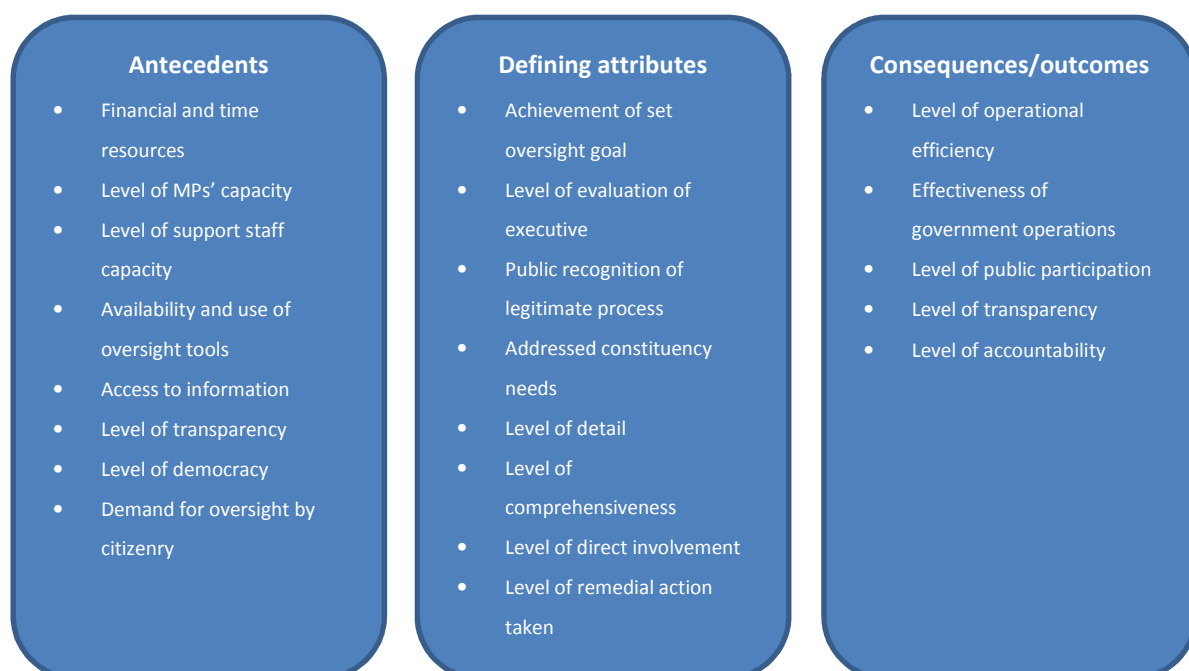 Antecedents
• Financial and time
resources
• Level of MPs’ capacity
• Level of support staff
capacity
• Availability and use of
oversight tools
• Access to information
• Level of transparency
• Level of democracy
• Demand for oversight by
citizenry
Defining attributes
• Achievement of set
oversight goal
• Level of evaluation of
executive
• Public recognition of
legitimate process
• Addressed constituency
needs
• Level of detail
• Level of
comprehensiveness
• Level of direct involvement
• Level of remedial action
taken
Consequences/outcomes
• Level of operational
efficiency
• Effectiveness of
government operations
• Level of public participation
• Level of transparency
• Level of accountability